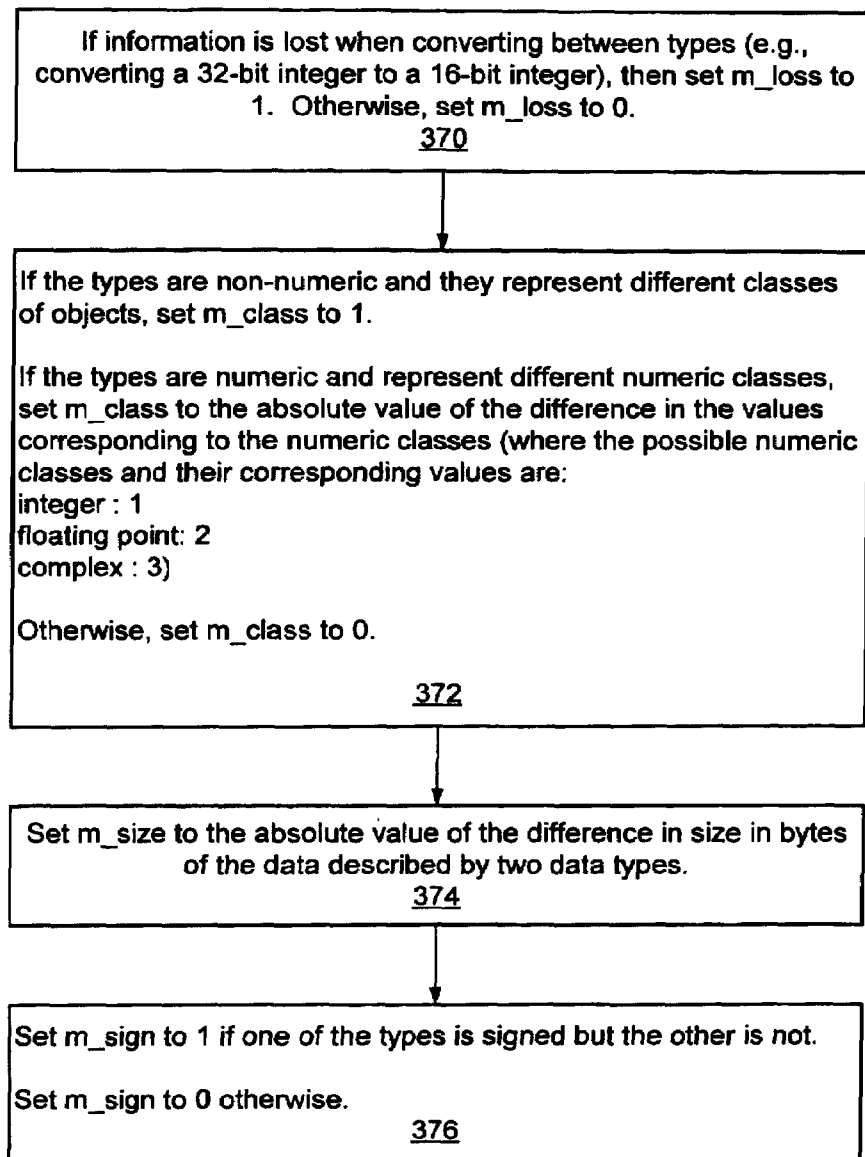 If information is lost when converting between types (e.g.,
converting a 32-bit integer to a 16-bit integer), then set m_loss to
1. Otherwise, set m_loss to 0.
370
If the types are non-numeric and they represent different classes
of objects, set m_class to 1.
If the types are numeric and represent different numeric classes,
set m_class to the absolute value of the difference in the values
corresponding to the numeric classes (where the possible numeric
classes and their corresponding values are:
integer : 1
floating point: 2
complex : 3)
Otherwise, set m_class to 0.
372
Set m_size to the absolute value of the difference in size in bytes
of the data described by two data types.
374
Set m_sign to 1 if one of the types is signed but the other is not.
Set m_sign to 0 otherwise.
376